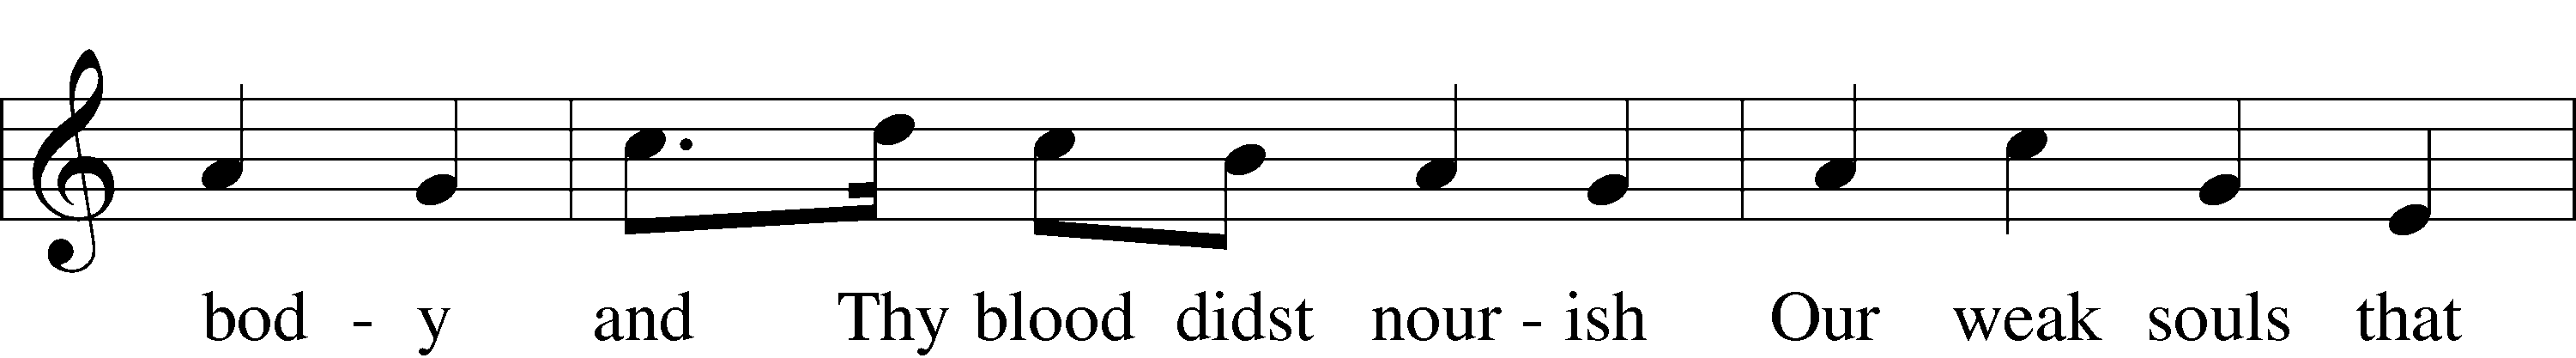 bod - y and Thy blood didst nour - ish Our weak souls that